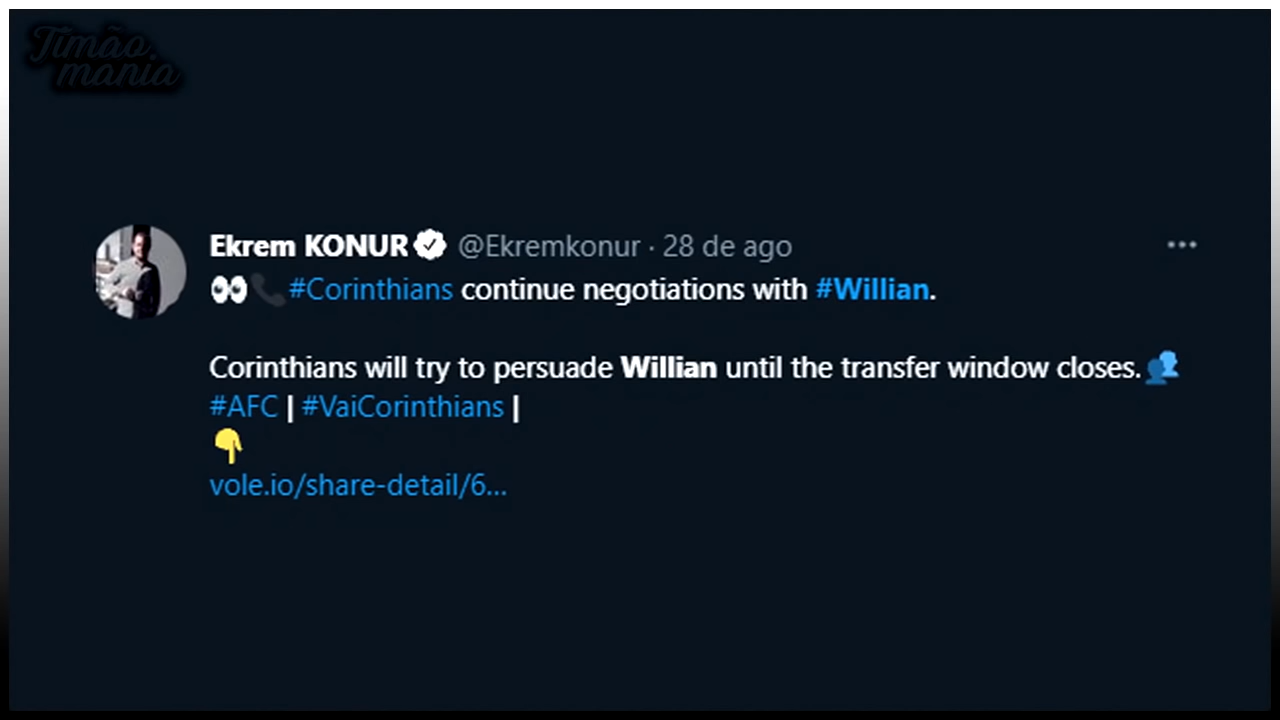 Timão.
mania
Ekrem KONUR @Ekremkonur · 28 de ago
👀📞#Corinthians continue negotiations with #Willian.
Corinthians will try to persuade Willian until the transfer window closes.👥
#AFC | #VaiCorinthians |
👇
vole.io/share-detail/6...